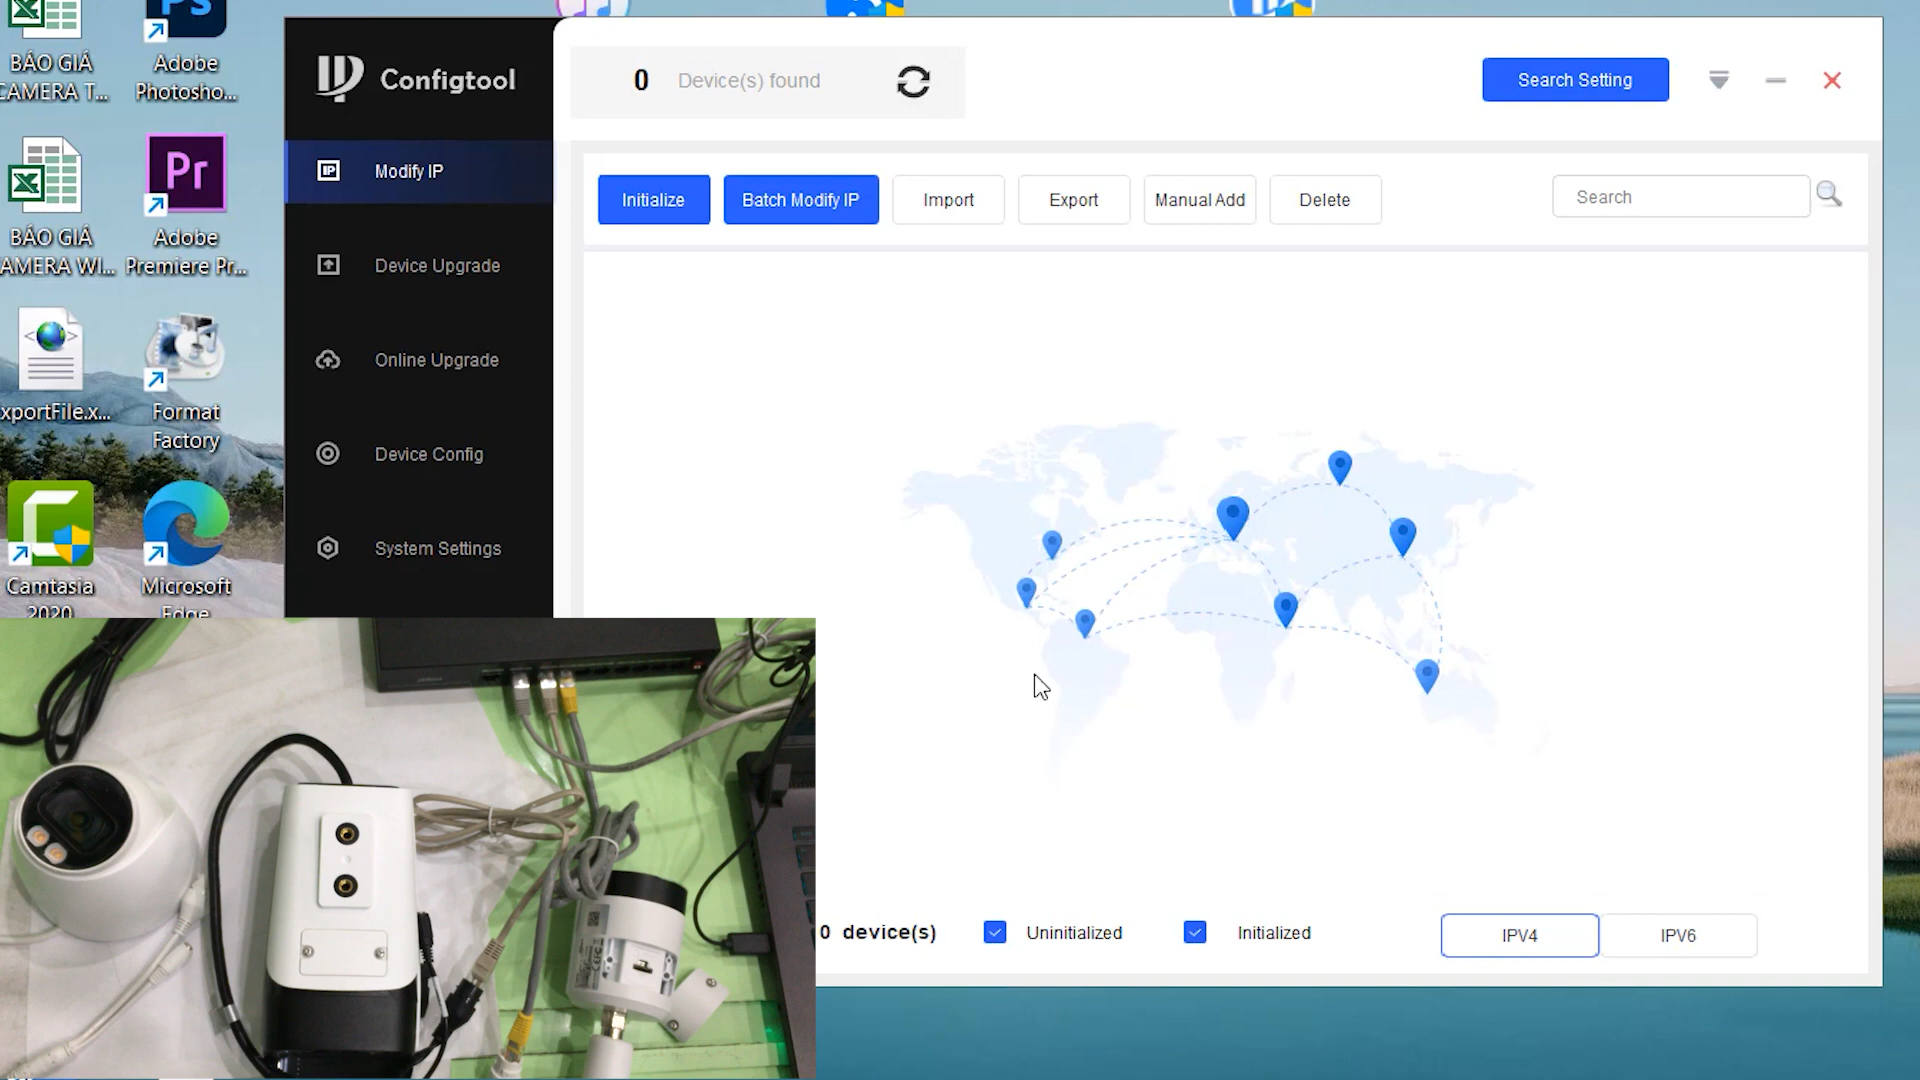 BÁO GIÁ
CAMERA T...
Adobe
Photosho...
BÁO GIÁ
AMERA WI...
Pr
Adobe
Premiere Pr...
xportFile.x...
Format
Factory
Camtasia
2020
Microsoft
Edge
Configtool
Modify IP
Device Upgrade
Online Upgrade
Device Config
System Settings
0 Device(s) found
Search Setting
Initialize
Batch Modify IP
Import
Export
Manual Add
Delete
Search
0 device(s)
Uninitialized
Initialized
IPV4
IPV6